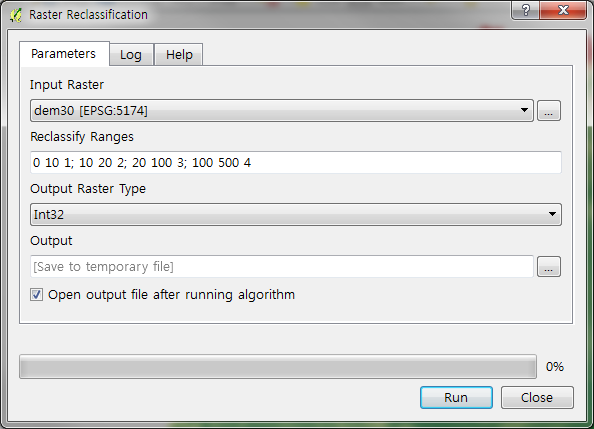 Raster Reclassification
Parameters Log Help
Input Raster
dem30 [EPSG:5174] ...
Reclassify Ranges
0 10 1; 10 20 2; 20 100 3; 100 500 4
Output Raster Type
Int32
Output
[Save to temporary file] ...
Open output file after running algorithm
0%
Run Close